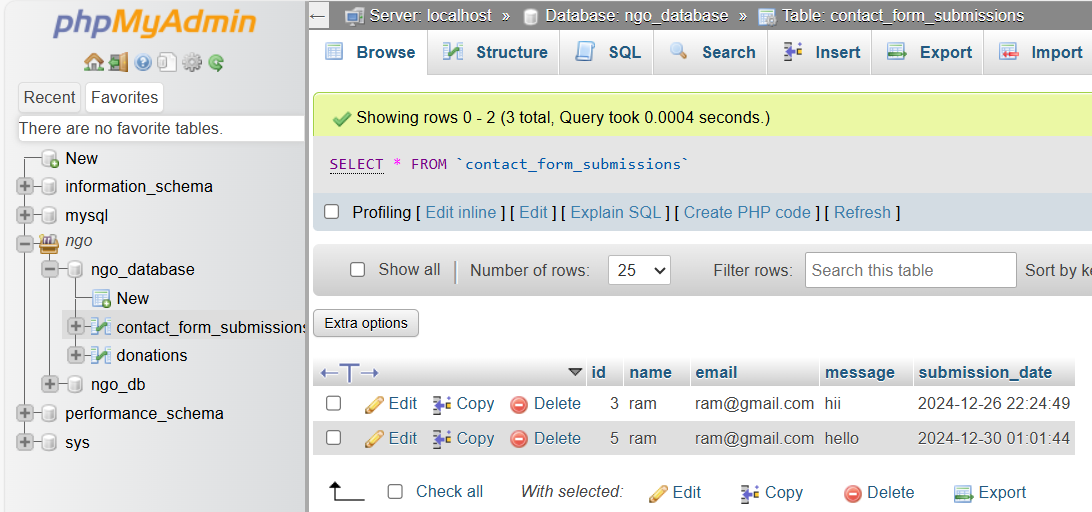 phpMyAdmin
Recent Favorites
There are no favorite tables.
New
information_schema
mysql
ngo
ngo_database
New
contact_form_submissions
donations
ngo_db
performance_schema
sys
← Server: localhost » Database: ngo_database » Table: contact_form_submissions
Browse Structure SQL Search Insert Export Import
Showing rows 0 - 2 (3 total, Query took 0.0004 seconds.)
SELECT * FROM `contact_form_submissions`
Profiling [ Edit inline ] [ Edit ] [ Explain SQL ] [ Create PHP code ] [ Refresh ]
Show all Number of rows: 25 Filter rows: Search this table Sort by
Extra options
←T→ id name email message submission_date
Edit Copy Delete 3 ram ram@gmail.com hii 2024-12-26 22:24:49
Edit Copy Delete 5 ram ram@gmail.com hello 2024-12-30 01:01:44
Check all With selected: Edit Copy Delete Export